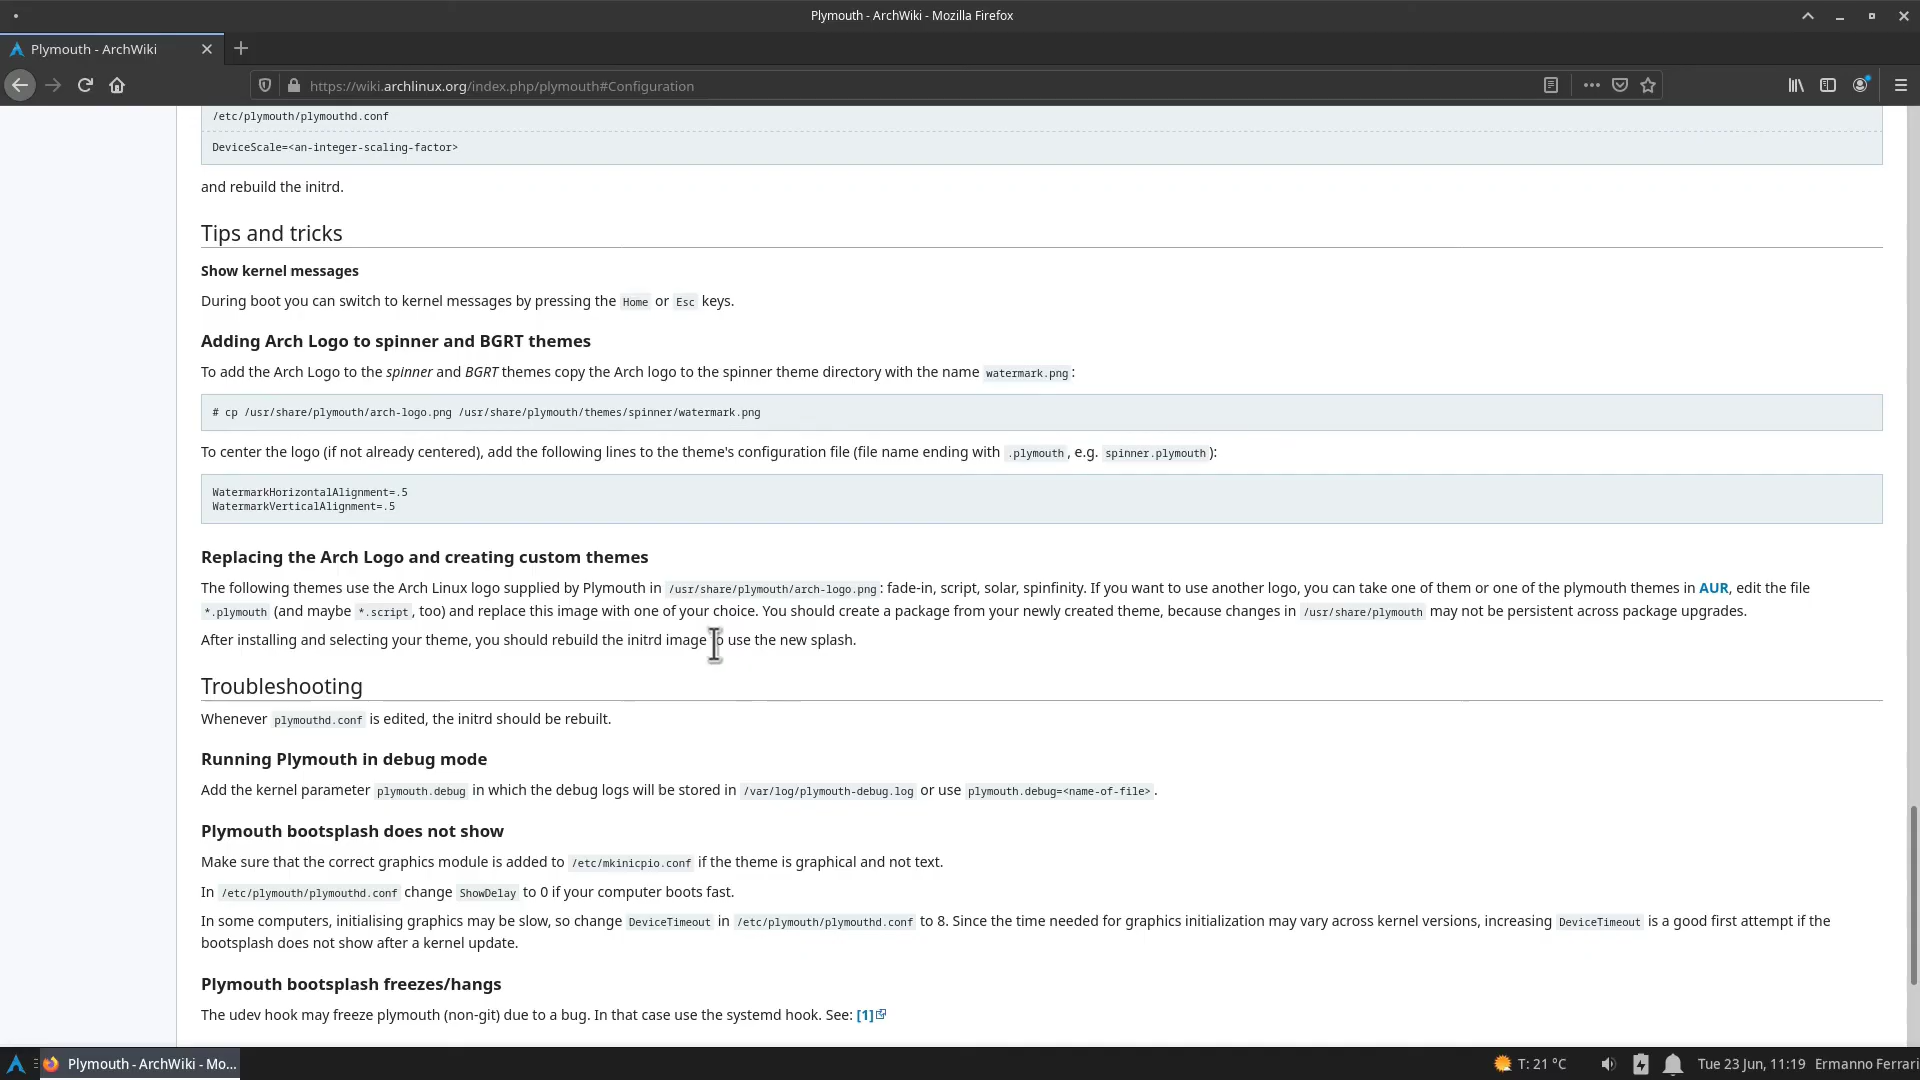 Plymouth - ArchWiki - Mozilla Firefox
Plymouth - ArchWiki
https://wiki.archlinux.org/index.php/plymouth#Configuration
/etc/plymouth/plymouthd.conf
DeviceScale=<an-integer-scaling-factor>
and rebuild the initrd.
Tips and tricks
Show kernel messages
During boot you can switch to kernel messages by pressing the Home or Esc keys.
Adding Arch Logo to spinner and BGRT themes
To add the Arch Logo to the spinner and BGRT themes copy the Arch logo to the spinner theme directory with the name watermark.png:
# cp /usr/share/plymouth/arch-logo.png /usr/share/plymouth/themes/spinner/watermark.png
To center the logo (if not already centered), add the following lines to the theme's configuration file (file name ending with .plymouth, e.g. spinner.plymouth):
WatermarkHorizontalAlignment=.5
WatermarkVerticalAlignment=.5
Replacing the Arch Logo and creating custom themes
The following themes use the Arch Linux logo supplied by Plymouth in /usr/share/plymouth/arch-logo.png: fade-in, script, solar, spinfinity. If you want to use another logo, you can take one of them or one of the plymouth themes in AUR, edit the file
*.plymouth (and maybe *.script, too) and replace this image with one of your choice. You should create a package from your newly created theme, because changes in /usr/share/plymouth may not be persistent across package upgrades.
After installing and selecting your theme, you should rebuild the initrd image to use the new splash.
Troubleshooting
Whenever plymouthd.conf is edited, the initrd should be rebuilt.
Running Plymouth in debug mode
Add the kernel parameter plymouth.debug in which the debug logs will be stored in /var/log/plymouth-debug.log or use plymouth.debug=<name-of-file>.
Plymouth bootsplash does not show
Make sure that the correct graphics module is added to /etc/mkinicpio.conf if the theme is graphical and not text.
In /etc/plymouth/plymouthd.conf change ShowDelay to 0 if your computer boots fast.
In some computers, initialising graphics may be slow, so change DeviceTimeout in /etc/plymouth/plymouthd.conf to 8. Since the time needed for graphics initialization may vary across kernel versions, increasing DeviceTimeout is a good first attempt if the
bootsplash does not show after a kernel update.
Plymouth bootsplash freezes/hangs
The udev hook may freeze plymouth (non-git) due to a bug. In that case use the systemd hook. See: [1]
Plymouth - ArchWiki - Mo...
T: 21 °C
Tue 23 Jun, 11:19
Ermanno Ferrari